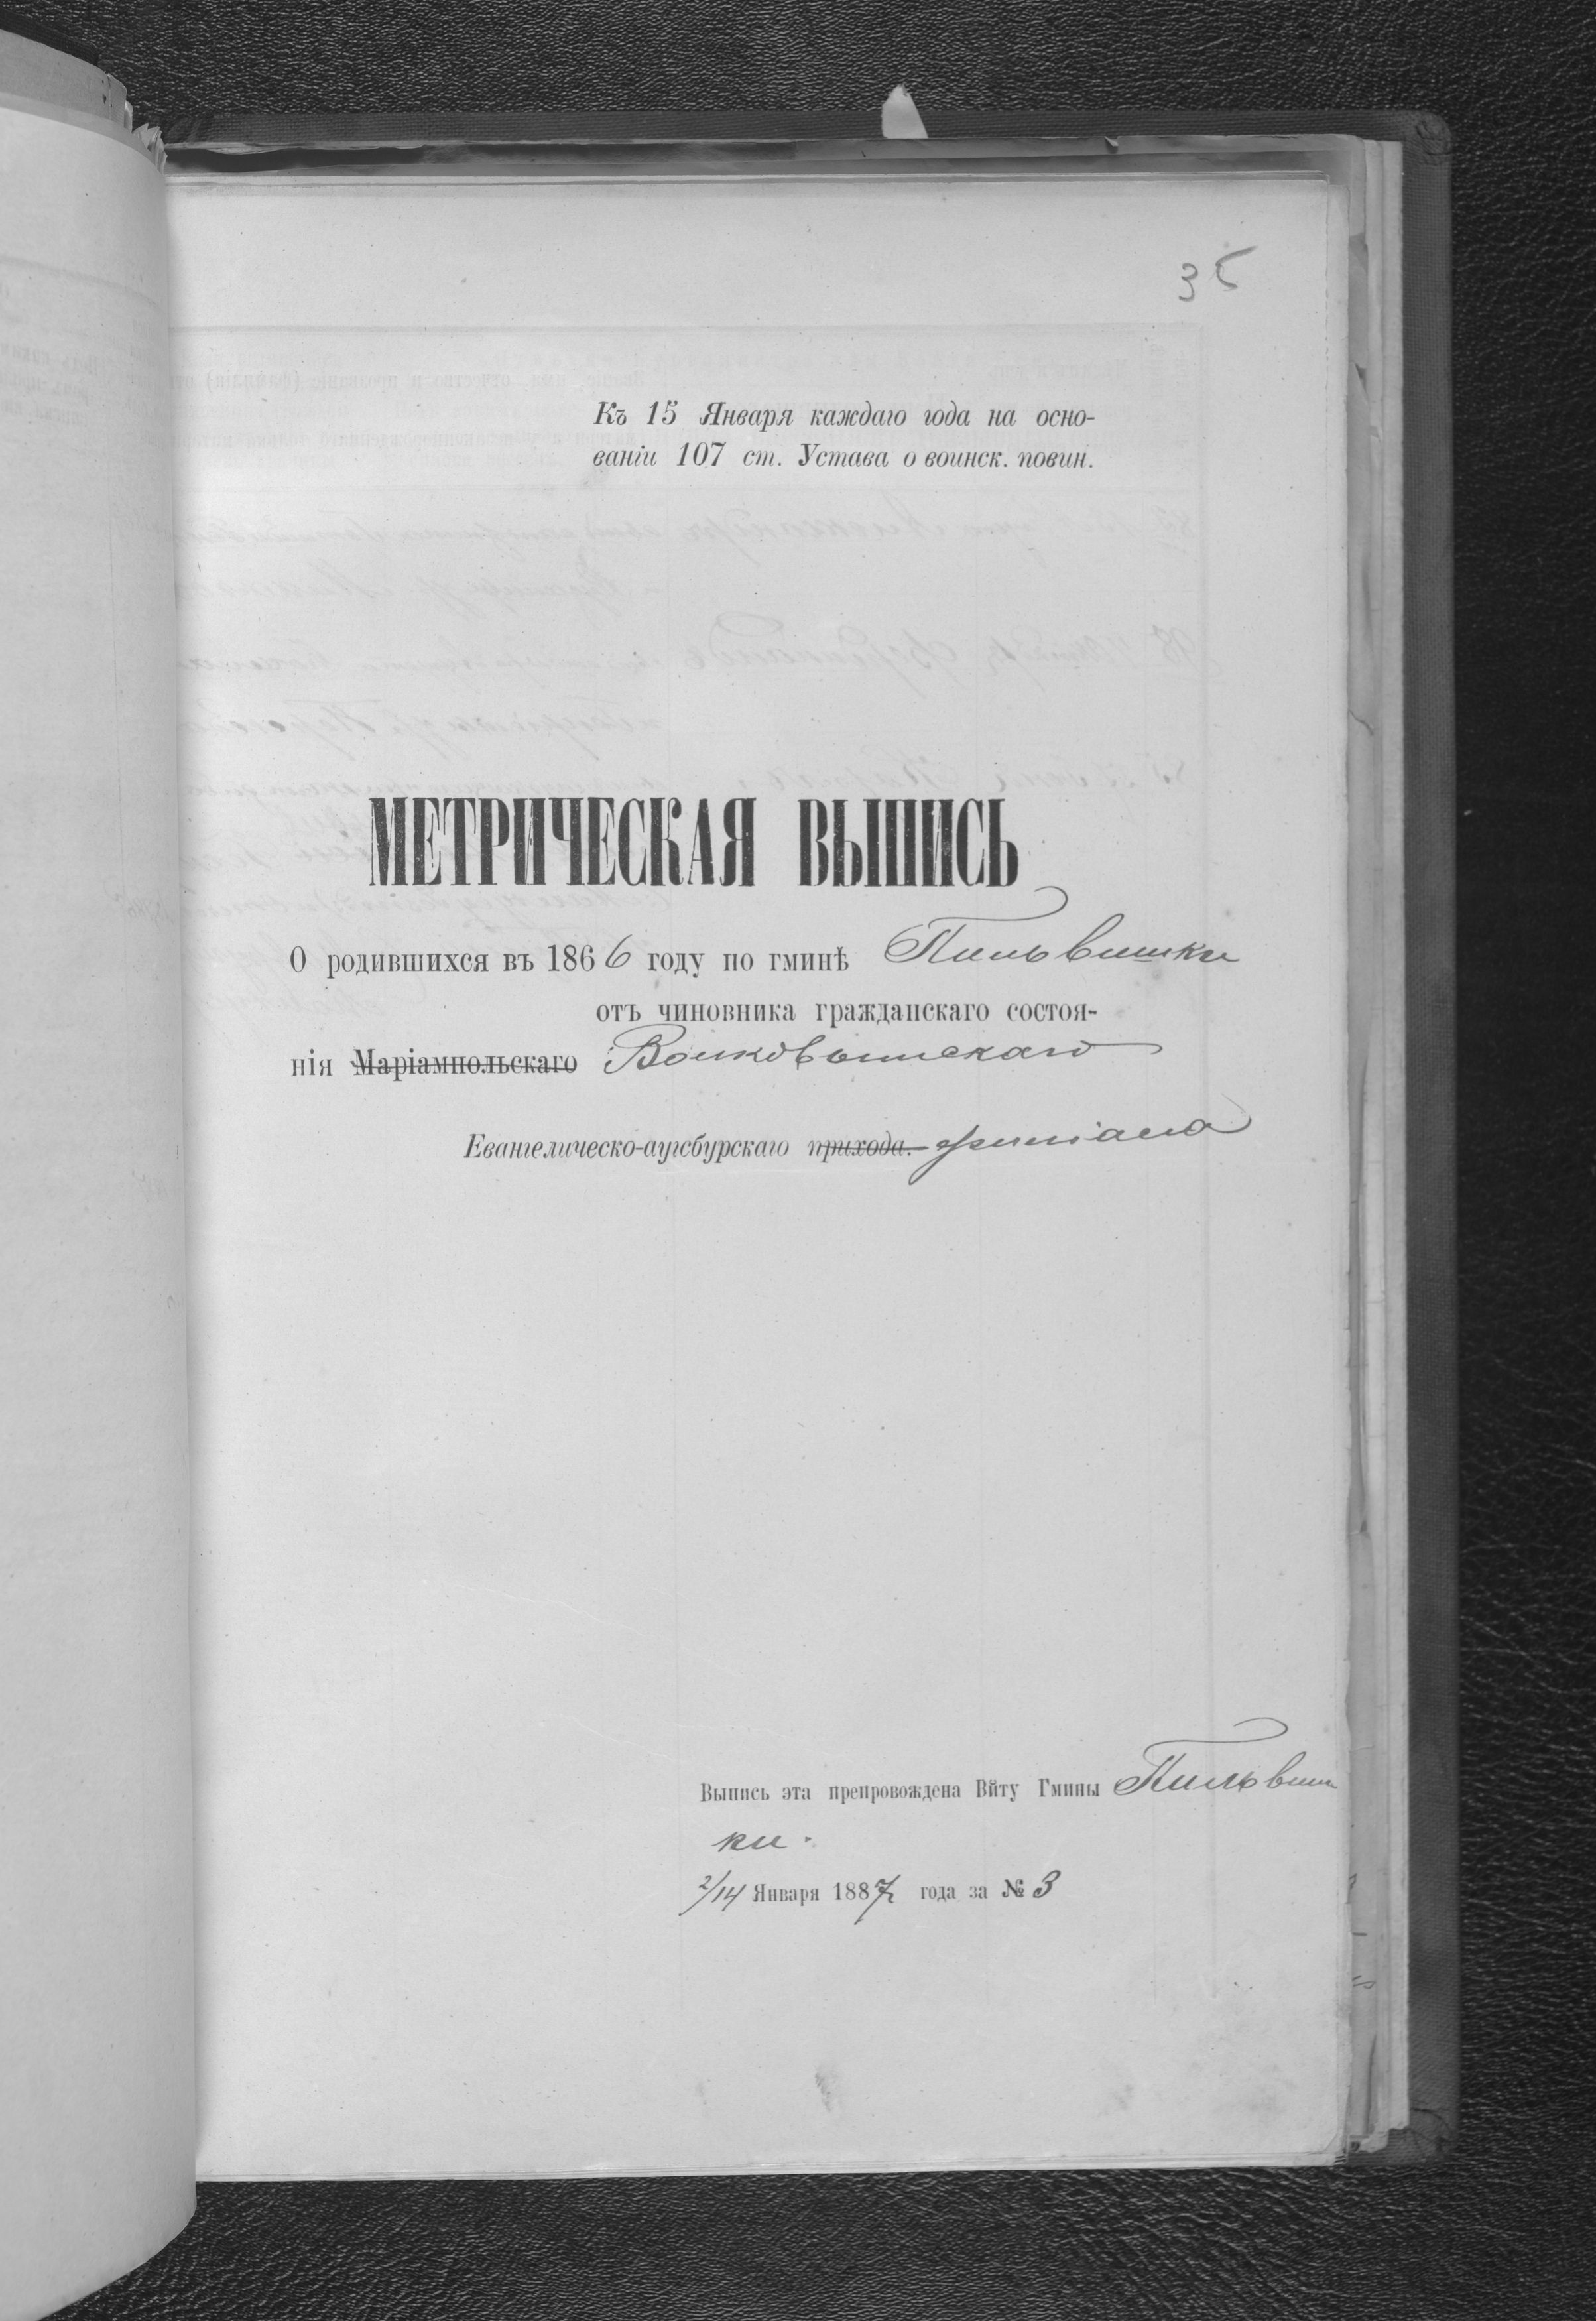 35
Къ 15 Января каждаго года на осно-
ваніи 107 ст. Устава о воинск. повин.
МЕТРИЧЕСКАЯ ВЫПИСЬ
О родившихся въ 1866 году по гминѣ Пильвишки
отъ чиновника гражданскаго состоя-
нія Маріампольскаго Волковышскаго
Евангелическо-аугсбурскаго прихода. филіала
Выпись эта препровождена Вйту Гмины Пильвиш
ки.
2/14 Января 1887 года за № 3